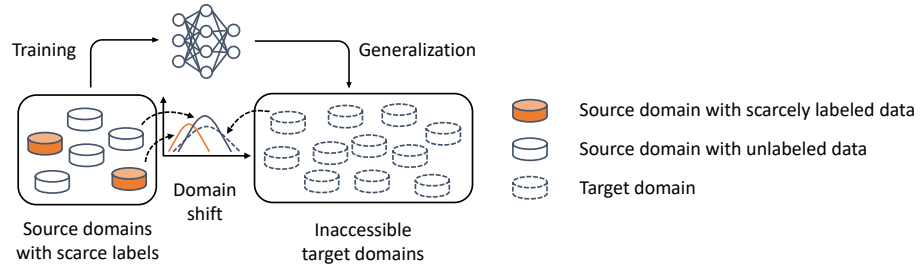 Training
Generalization
Domain
shift
Source domains
with scarce labels
Inaccessible
target domains
Source domain with scarcely labeled data
Source domain with unlabeled data
Target domain